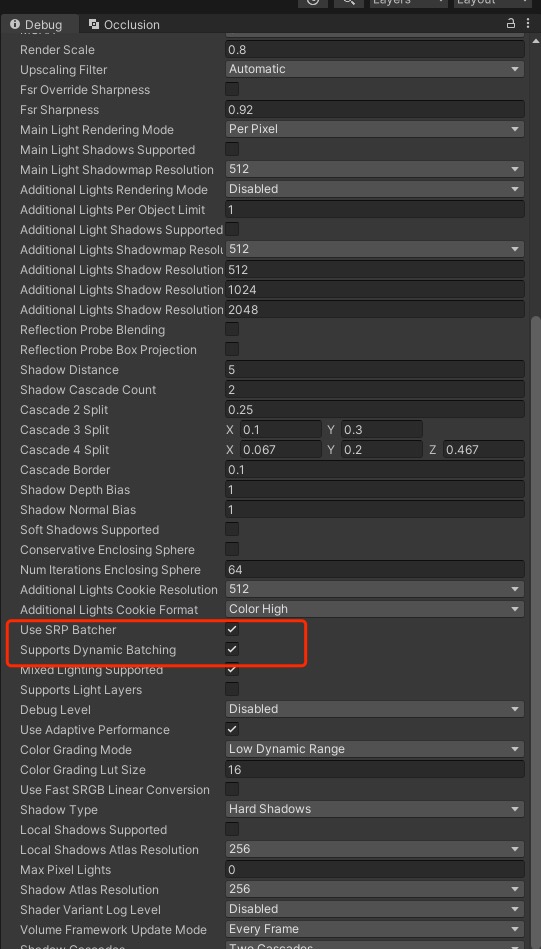 Layers
Layout
Debug
Occlusion
Render Scale 0.8
Upscaling Filter Automatic
Fsr Override Sharpness
Fsr Sharpness 0.92
Main Light Rendering Mode Per Pixel
Main Light Shadows Supported
Main Light Shadowmap Resolution 512
Additional Lights Rendering Mode Disabled
Additional Lights Per Object Limit 1
Additional Light Shadows Supported
Additional Lights Shadowmap Resolu 512
Additional Lights Shadow Resolution 512
Additional Lights Shadow Resolution 1024
Additional Lights Shadow Resolution 2048
Reflection Probe Blending
Reflection Probe Box Projection
Shadow Distance 5
Shadow Cascade Count 2
Cascade 2 Split 0.25
Cascade 3 Split X 0.1 Y 0.3
Cascade 4 Split X 0.067 Y 0.2 Z 0.467
Cascade Border 0.1
Shadow Depth Bias 1
Shadow Normal Bias 1
Soft Shadows Supported
Conservative Enclosing Sphere
Num Iterations Enclosing Sphere 64
Additional Lights Cookie Resolution 512
Additional Lights Cookie Format Color High
Use SRP Batcher
Supports Dynamic Batching
Mixed Lighting Supported
Supports Light Layers
Debug Level Disabled
Use Adaptive Performance
Color Grading Mode Low Dynamic Range
Color Grading Lut Size 16
Use Fast SRGB Linear Conversion
Shadow Type Hard Shadows
Local Shadows Supported
Local Shadows Atlas Resolution 256
Max Pixel Lights 0
Shadow Atlas Resolution 256
Shader Variant Log Level Disabled
Volume Framework Update Mode Every Frame
Shadow Cascades Two Cascades